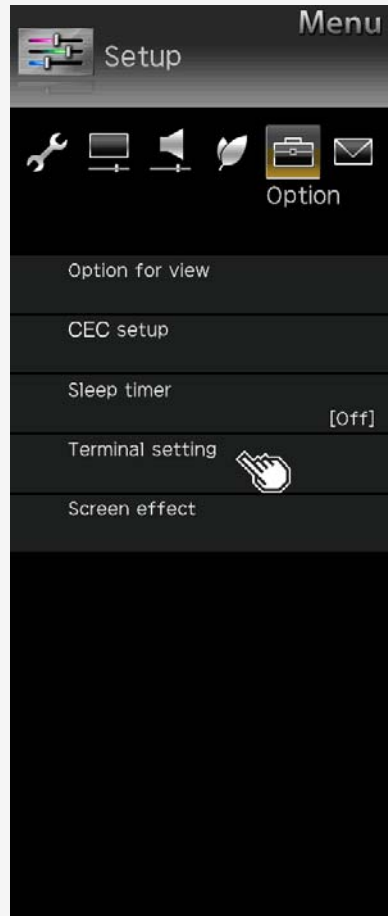 Menu
Setup
Option
Option for view
CEC setup
Sleep timer
[Off]
Terminal setting
Screen effect